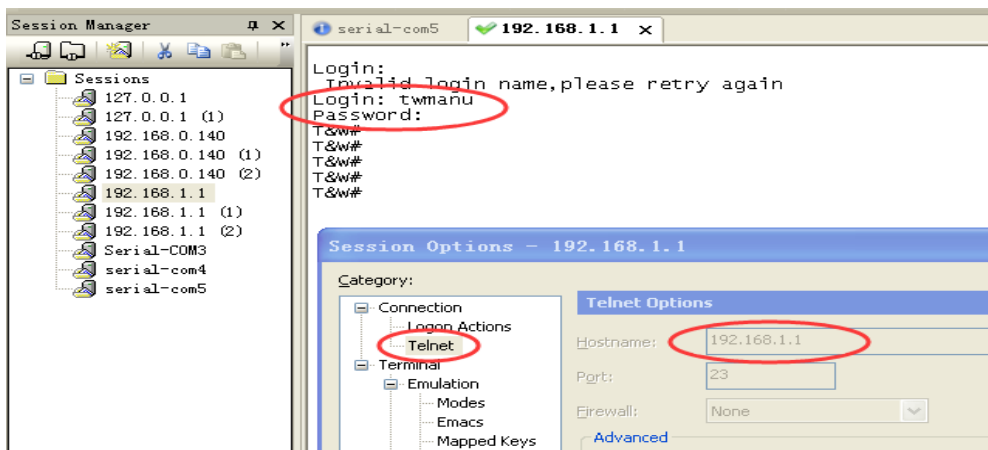 Session Manager
Sessions
127.0.0.1
127.0.0.1 (1)
192.168.0.140
192.168.0.140 (1)
192.168.0.140 (2)
192.168.1.1
192.168.1.1 (1)
192.168.1.1 (2)
Serial-COM3
serial-com4
serial-com5
serial-com5
192.168.1.1
Login:
Invalid login name,please retry again
Login: twmanu
Password:
T&W#
T&W#
T&W#
T&W#
T&W#
Session Options - 192.168.1.1
Category:
Connection
Logon Actions
Telnet
Terminal
Emulation
Modes
Emacs
Mapped Keys
Telnet Options
Hostname: 192.168.1.1
Port: 23
Firewall: None
Advanced